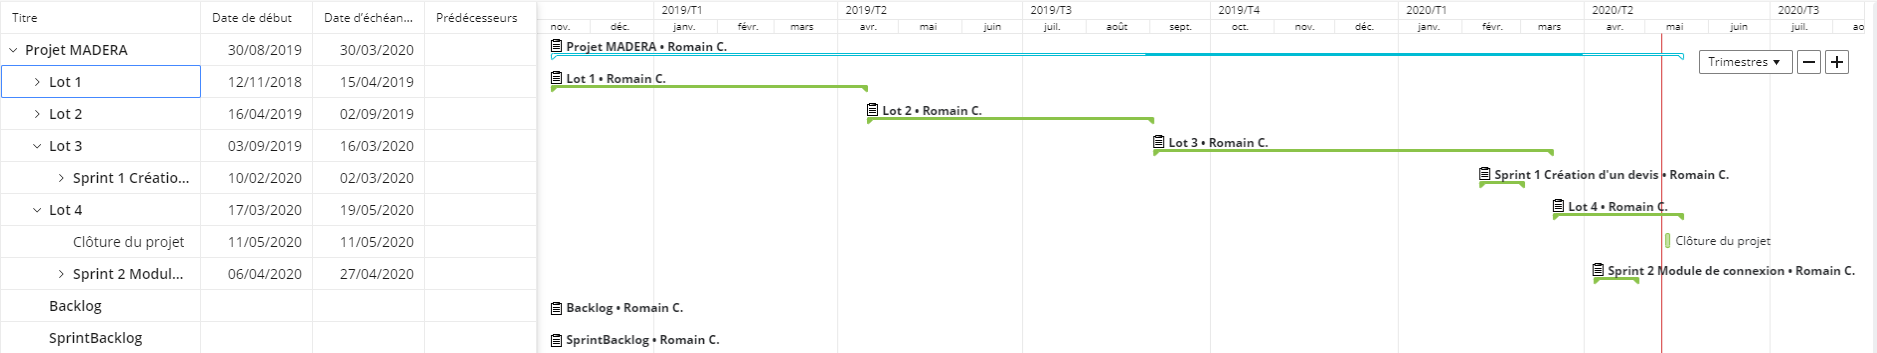 Titre Date de début Date d'échéan... Prédécesseurs
2019/T1 2019/T2 2019/T3 2019/T4 2020/T1 2020/T2 2020/T3
nov. déc. janv. févr. mars avr. mai juin juil. août sept. oct. nov. déc. janv. févr. mars avr. mai juin juil. ao
Projet MADERA 30/08/2019 30/03/2020 Projet MADERA • Romain C.
Trimestres
Lot 1 12/11/2018 15/04/2019 Lot 1 • Romain C.
Lot 2 16/04/2019 02/09/2019 Lot 2 • Romain C.
Lot 3 03/09/2019 16/03/2020 Lot 3 • Romain C.
Sprint 1 Créatio... 10/02/2020 02/03/2020 Sprint 1 Création d'un devis • Romain C.
Lot 4 17/03/2020 19/05/2020 Lot 4 • Romain C.
Clôture du projet 11/05/2020 11/05/2020 Clôture du projet
Sprint 2 Modul... 06/04/2020 27/04/2020 Sprint 2 Module de connexion • Romain C.
Backlog Backlog • Romain C.
SprintBacklog SprintBacklog • Romain C.